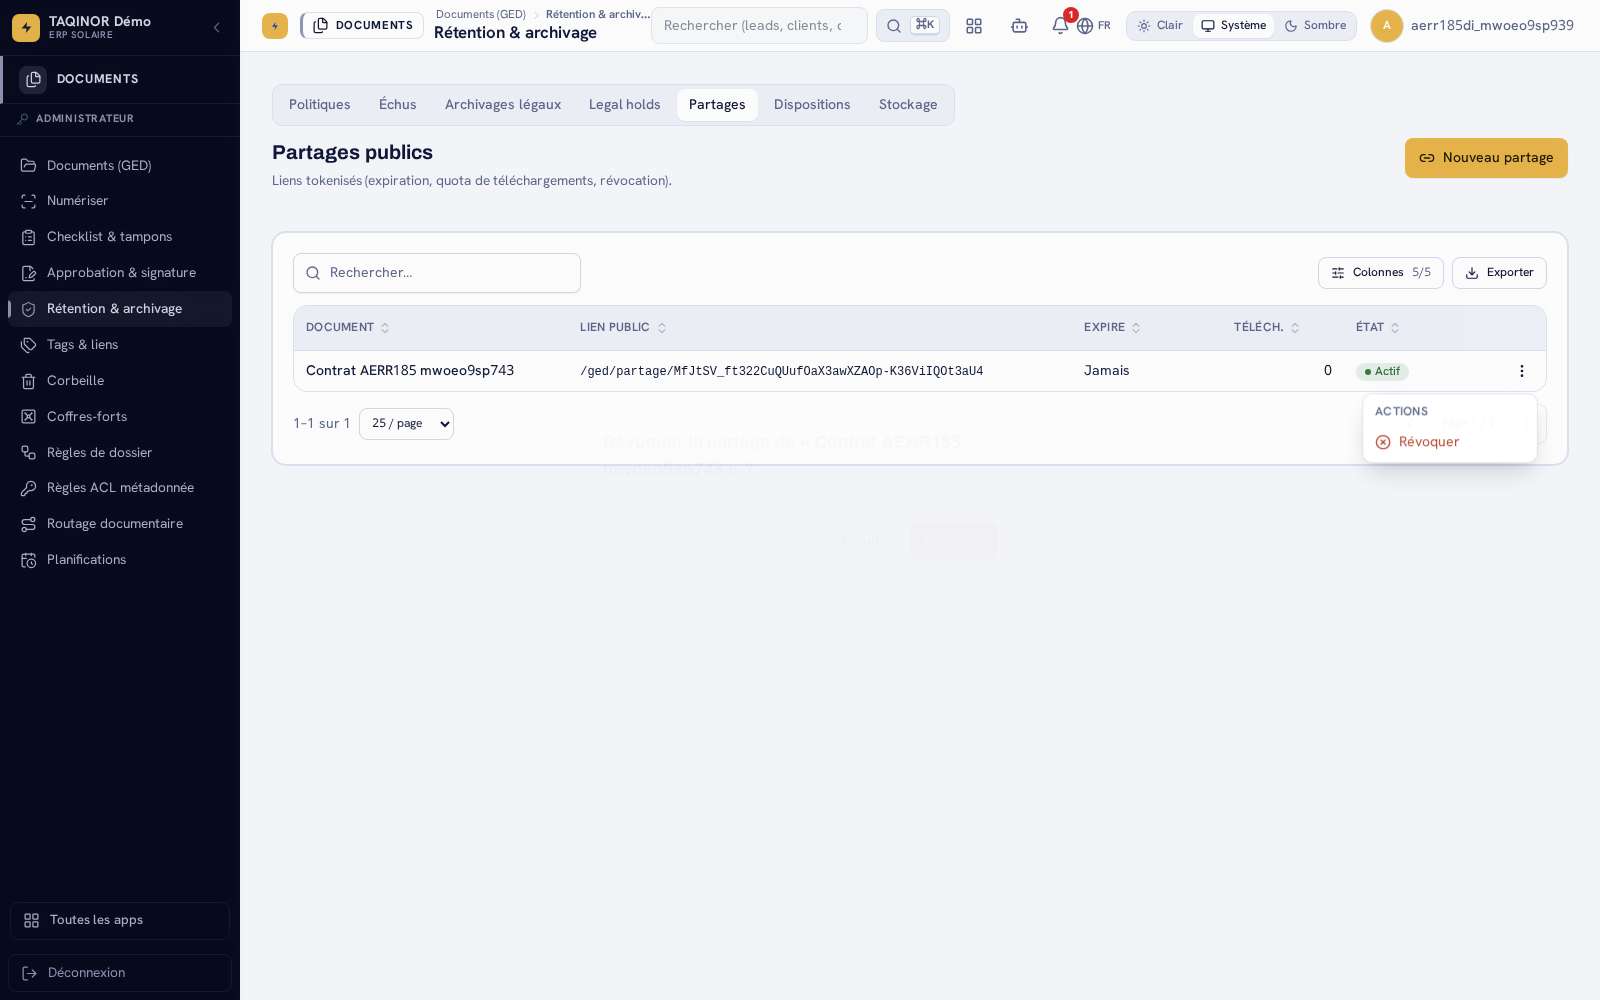 TAQINOR Démo
ERP SOLAIRE
DOCUMENTS
ADMINISTRATEUR
Documents (GED)
Numériser
Checklist & tampons
Approbation & signature
Rétention & archivage
Tags & liens
Corbeille
Coffres-forts
Règles de dossier
Règles ACL métadonnée
Routage documentaire
Planifications
Toutes les apps
Déconnexion
DOCUMENTS
Documents (GED) > Rétention & archiv...
Rétention & archivage
Rechercher (leads, clients, c
⌘K
1
FR
Clair
Système
Sombre
A
aerr185di_mwoeo9sp939
Politiques
Échus
Archivages légaux
Legal holds
Partages
Dispositions
Stockage
Partages publics
Liens tokenisés (expiration, quota de téléchargements, révocation).
Nouveau partage
Rechercher...
Colonnes 5/5
Exporter
DOCUMENT
LIEN PUBLIC
EXPIRE
TÉLÉCH.
ÉTAT
Contrat AERR185 mwoeo9sp743
/ged/partage/MfJtSV_ft322CuQUufOaX3awXZAOp-K36ViIQOt3aU4
Jamais
0
Actif
1–1 sur 1
25 / page
ACTIONS
Révoquer